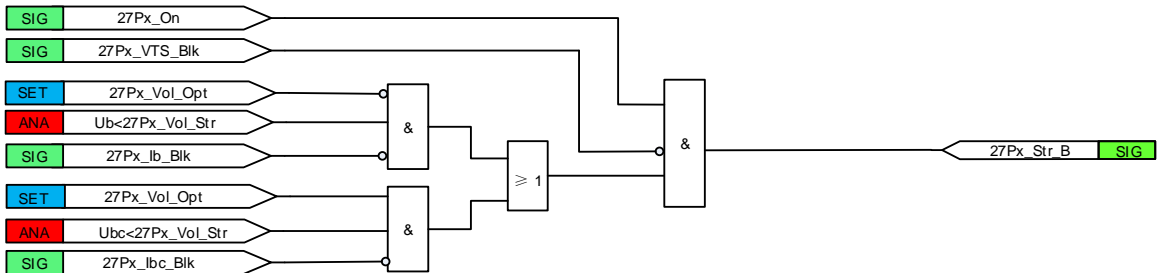 SIG 27Px_On
SIG 27Px_VTS_Blk
SET 27Px_Vol_Opt
ANA Ub<27Px_Vol_Str
&
SIG 27Px_Ib_Blk
&
≥ 1
27Px_Str_B SIG
SET 27Px_Vol_Opt
ANA Ubc<27Px_Vol_Str
&
SIG 27Px_Ibc_Blk